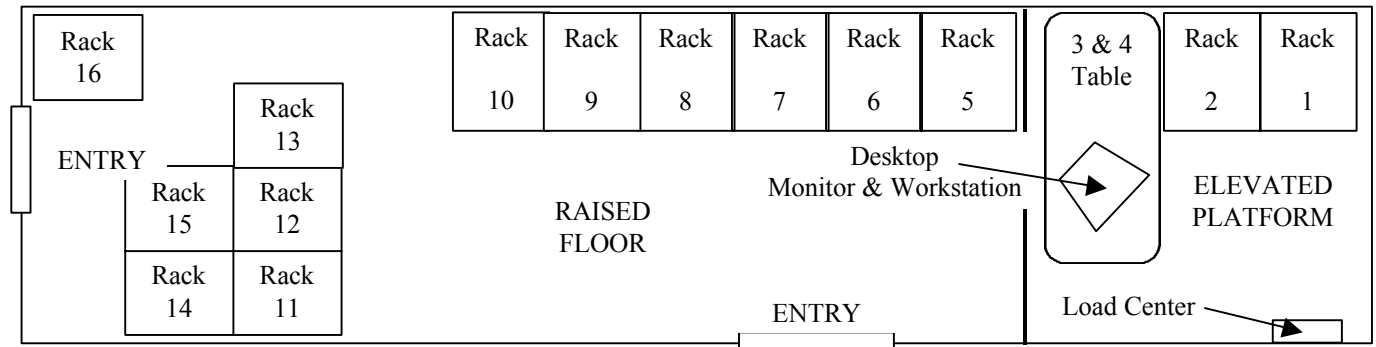 Rack
16
ENTRY
Rack
13
Rack
15
Rack
12
Rack
14
Rack
11
Rack
10
Rack
9
Rack
8
Rack
7
Rack
6
Rack
5
RAISED
FLOOR
Desktop
Monitor & Workstation
ENTRY
3 & 4
Table
Rack
2
Rack
1
ELEVATED
PLATFORM
Load Center